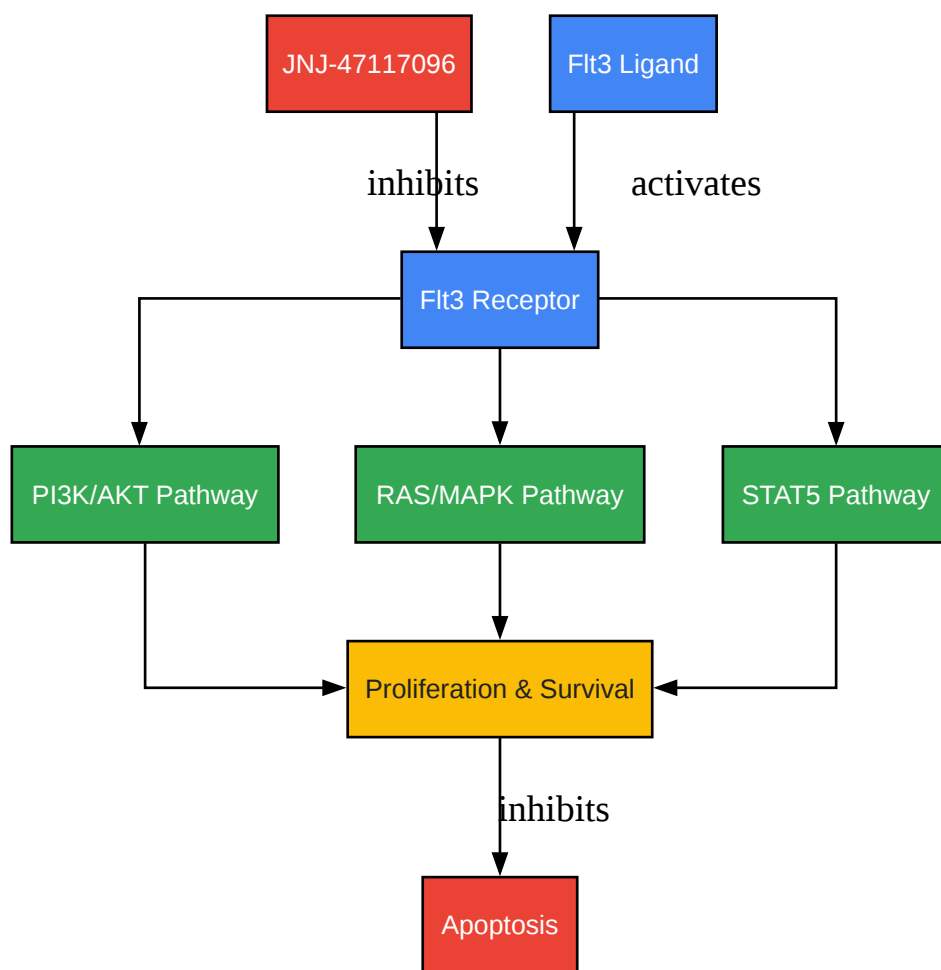 JNJ-47117096
Flt3 Ligand
inhibits
activates
Flt3 Receptor
PI3K/AKT Pathway
RAS/MAPK Pathway
STAT5 Pathway
Proliferation & Survival
inhibits
Apoptosis